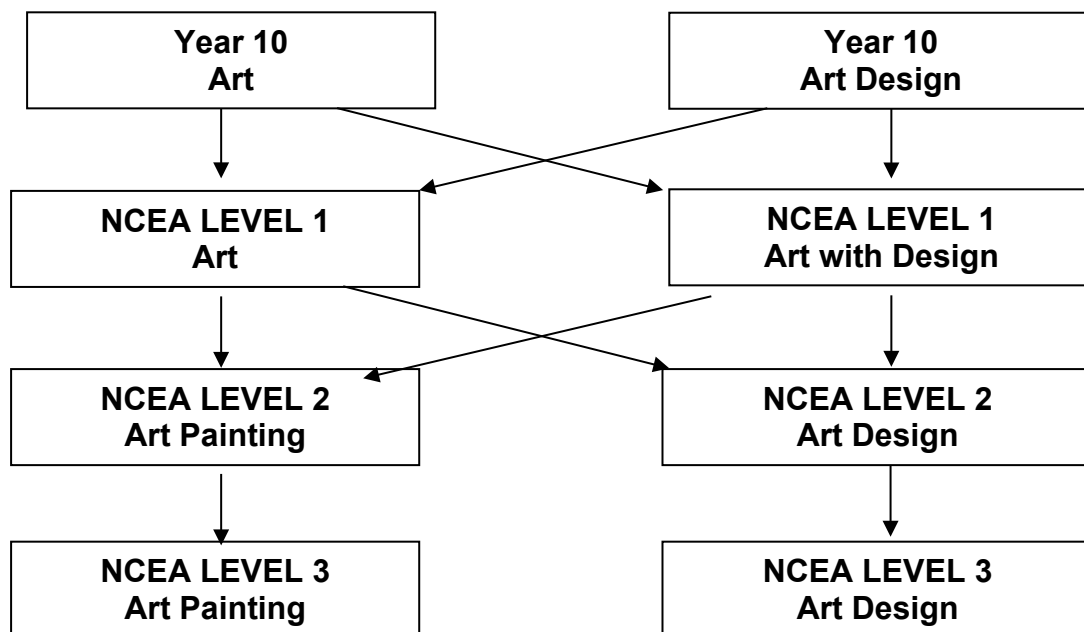 Year 10
Art
Year 10
Art Design
NCEA LEVEL 1
Art
NCEA LEVEL 1
Art with Design
NCEA LEVEL 2
Art Painting
NCEA LEVEL 2
Art Design
NCEA LEVEL 3
Art Painting
NCEA LEVEL 3
Art Design